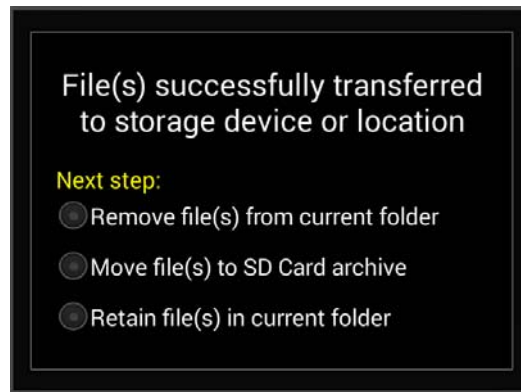 File(s) successfully transferred
to storage device or location
Next step:
Remove file(s) from current folder
Move file(s) to SD Card archive
Retain file(s) in current folder